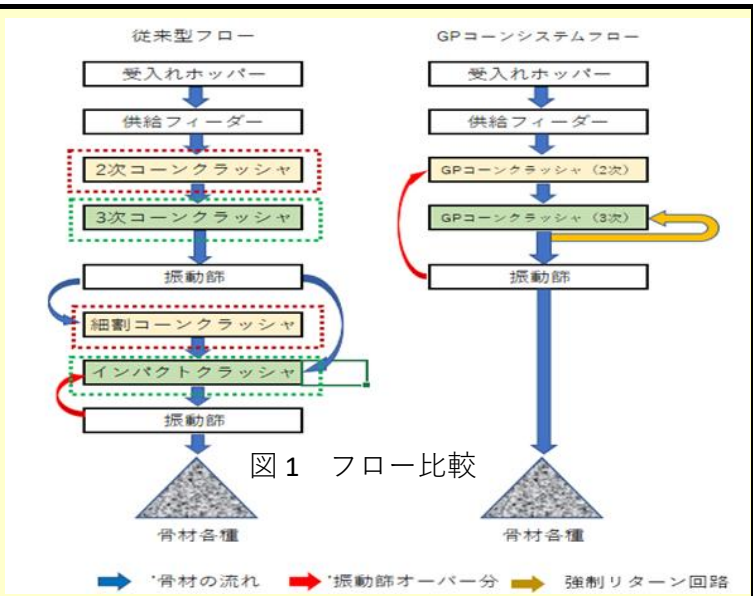 従来型フロー
受入れホッパー
供給フィーダー
2次コーンクラッシャ
3次コーンクラッシャ
振動師
細割コーンクラッシャ
インパクトクラッシャ
振動師
骨材各種
GPコーンシステムフロー
受入れホッパー
供給フィーダー
GPコーンクラッシャ（2次）
GPコーンクラッシャ（3次）
振動師
骨材各種
図1 フロー比較
'骨材の流れ
'振動師オーバー分
強制リターン回路